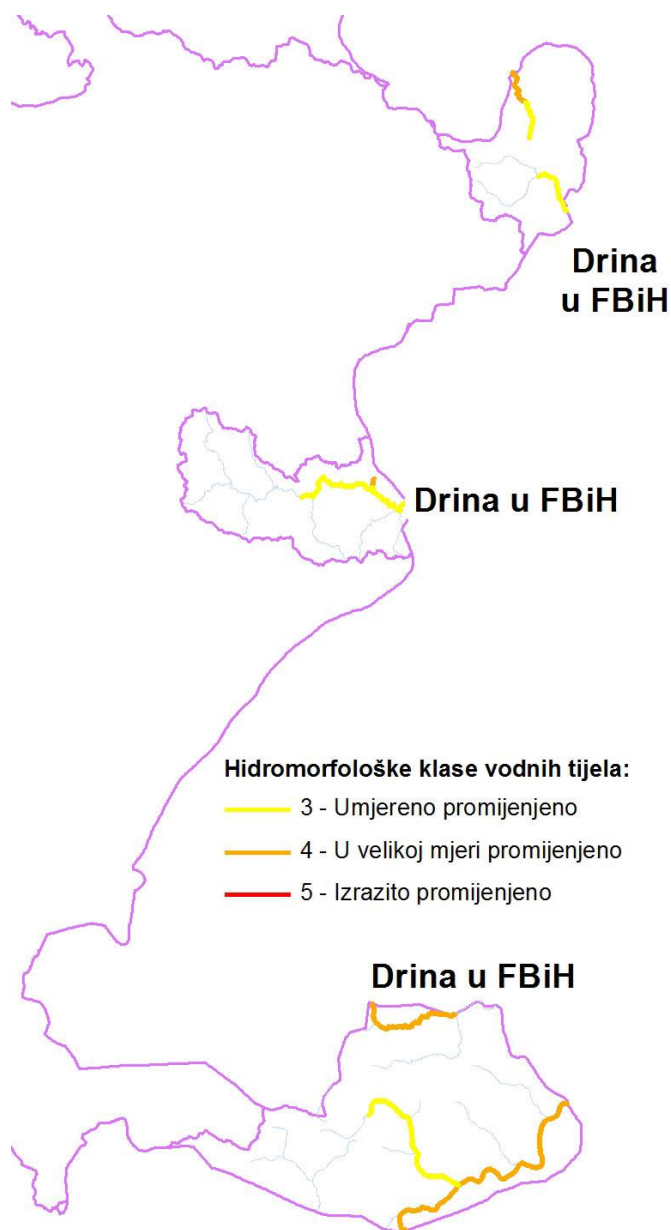 Drina
u FBiH
Drina u FBiH
Hidromorfološke klase vodnih tijela:
3 - Umjereno promijenjeno
4 - U velikoj mjeri promijenjeno
5 - Izrazito promijenjeno
Drina u FBiH